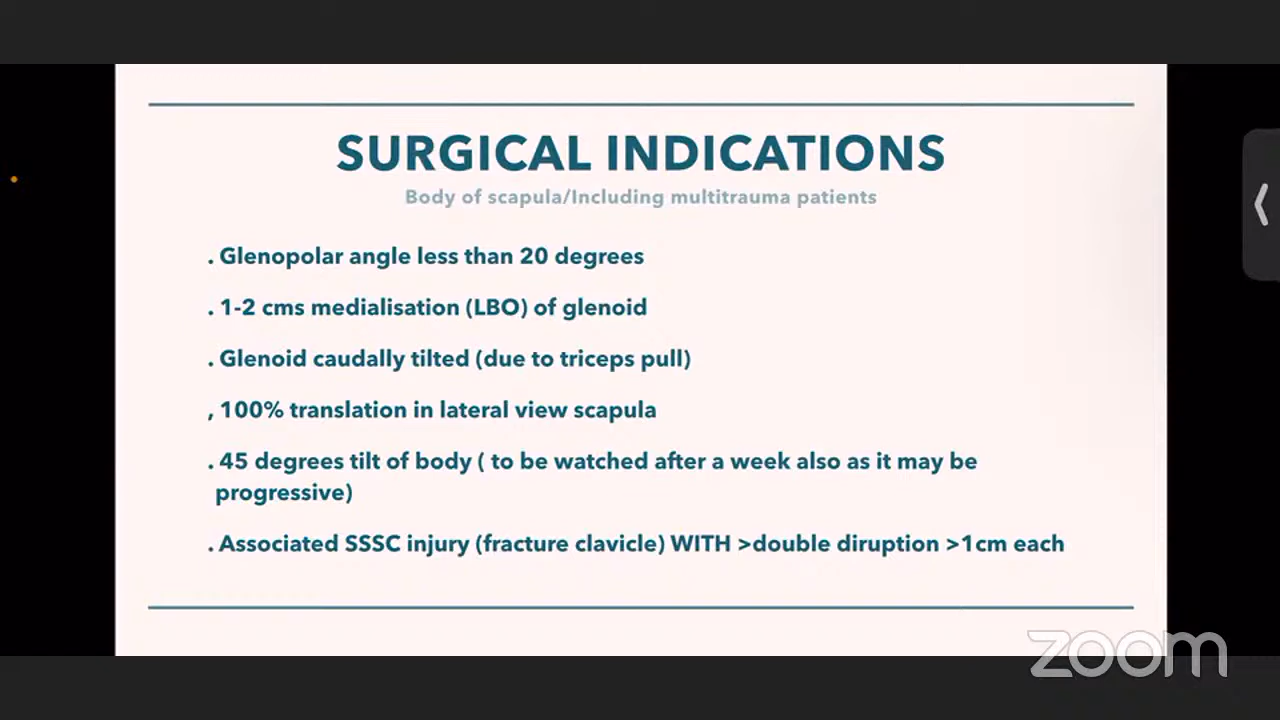 SURGICAL INDICATIONS
Body of scapula/Including multitrauma patients
. Glenopolar angle less than 20 degrees
. 1-2 cms medialisation (LBO) of glenoid
. Glenoid caudally tilted (due to triceps pull)
, 100% translation in lateral view scapula
. 45 degrees tilt of body ( to be watched after a week also as it may be
progressive)
. Associated SSSC injury (fracture clavicle) WITH >double diruption >1cm each
zoom